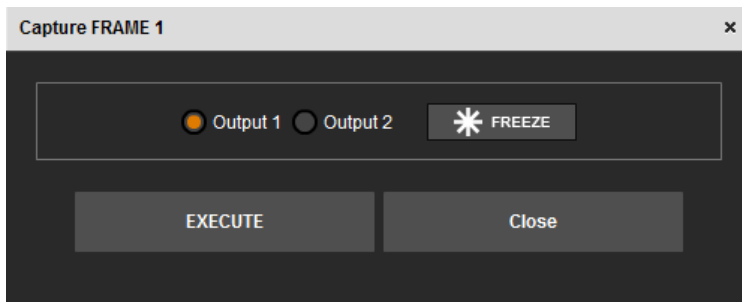 Capture FRAME 1 ×
Output 1 Output 2 FREEZE
EXECUTE Close